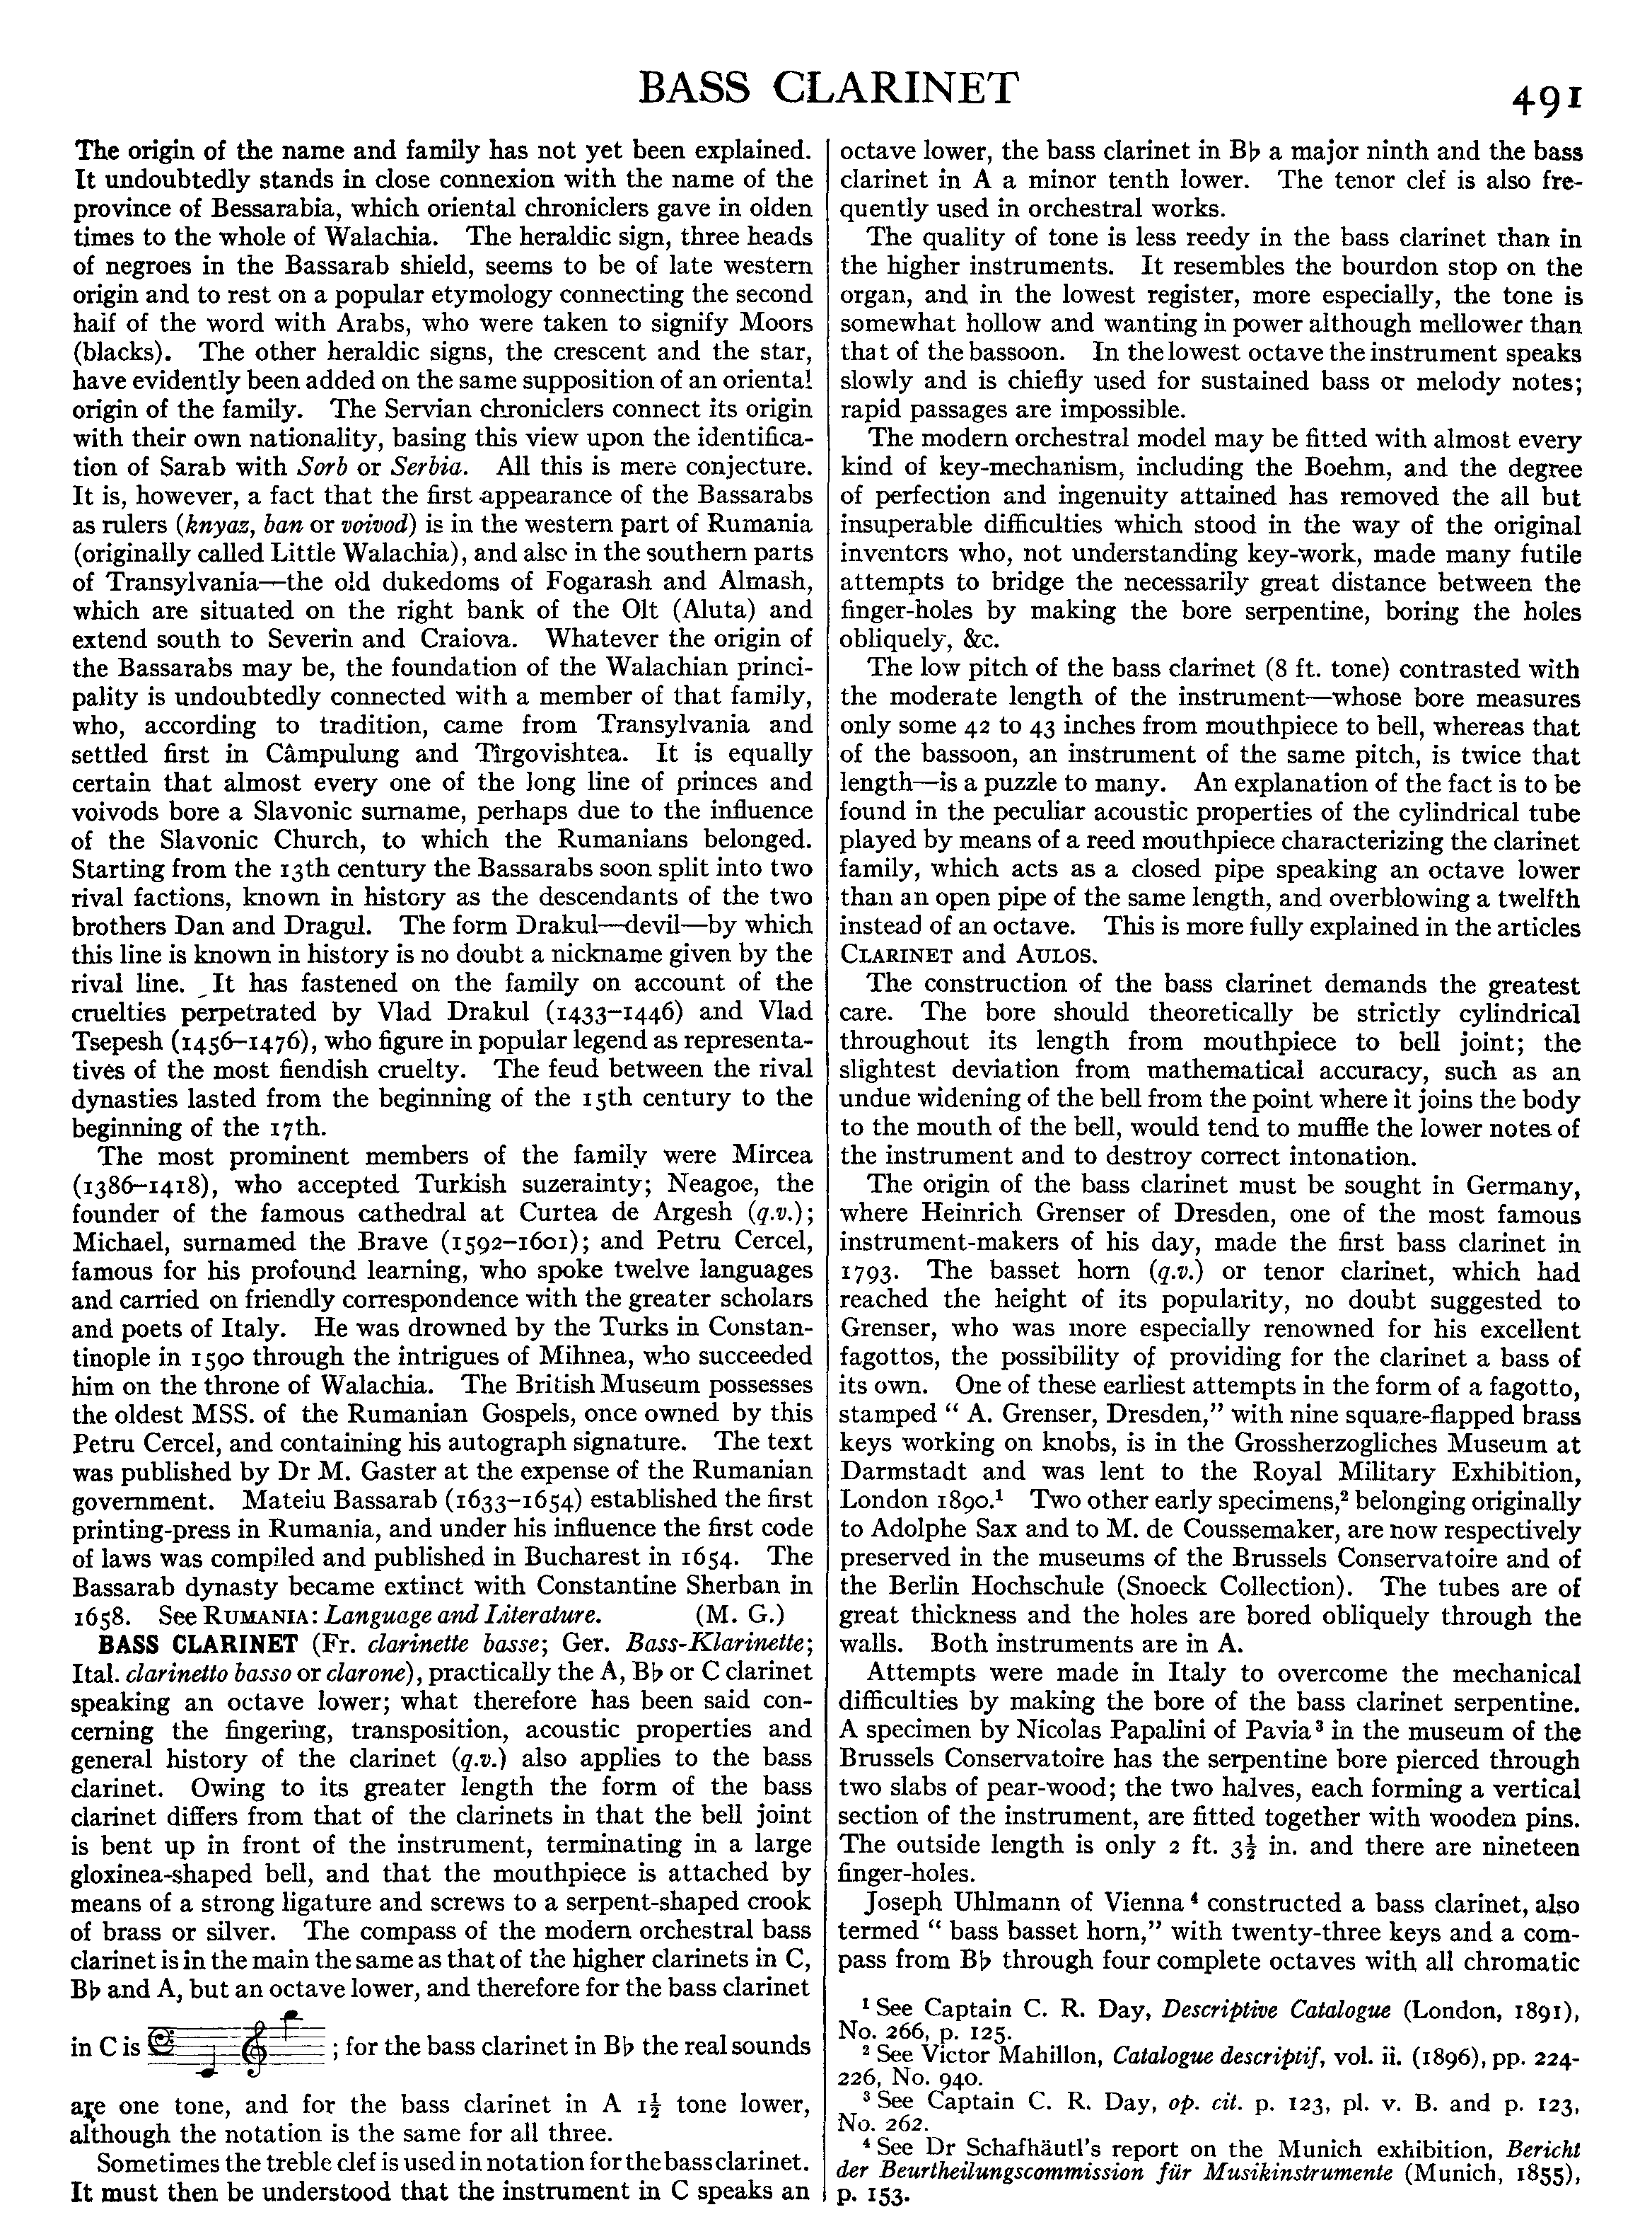 BASS CLARINET
491
The origin of the name and family has not yet been explained.
It undoubtedly stands in close connexion with the name of the
province of Bessarabia, which oriental chroniclers gave in olden
times to the whole of Walachia. The heraldic sign, three heads
of negroes in the Bassarab shield, seems to be of late western
origin and to rest on a popular etymology connecting the second
half of the word with Arabs, who were taken to signify Moors
(blacks). The other heraldic signs, the crescent and the star,
have evidently been added on the same supposition of an oriental
origin of the family. The Servian chroniclers connect its origin
with their own nationality, basing this view upon the identifica-
tion of Sarab with Sorb or Serbia. All this is mere conjecture.
It is, however, a fact that the first appearance of the Bassarabs
as rulers (knyaz, ban or voivod) is in the western part of Rumania
(originally called Little Walachia), and also in the southern parts
of Transylvania—the old dukedoms of Fogarash and Almash,
which are situated on the right bank of the Olt (Aluta) and
extend south to Severin and Craiova. Whatever the origin of
the Bassarabs may be, the foundation of the Walachian princi-
pality is undoubtedly connected with a member of that family,
who, according to tradition, came from Transylvania and
settled first in Câmpulung and Tîrgovishtea. It is equally
certain that almost every one of the long line of princes and
voivods bore a Slavonic surname, perhaps due to the influence
of the Slavonic Church, to which the Rumanians belonged.
Starting from the 13th century the Bassarabs soon split into two
rival factions, known in history as the descendants of the two
brothers Dan and Dragul. The form Drakul—devil—by which
this line is known in history is no doubt a nickname given by the
rival line. It has fastened on the family on account of the
cruelties perpetrated by Vlad Drakul (1433–1446) and Vlad
Tsepesh (1456–1476), who figure in popular legend as representa-
tives of the most fiendish cruelty. The feud between the rival
dynasties lasted from the beginning of the 15th century to the
beginning of the 17th.
The most prominent members of the family were Mircea
(1386–1418), who accepted Turkish suzerainty; Neagoe, the
founder of the famous cathedral at Curtea de Argesh (q.v.);
Michael, surnamed the Brave (1592–1601); and Petru Cercel,
famous for his profound learning, who spoke twelve languages
and carried on friendly correspondence with the greater scholars
and poets of Italy. He was drowned by the Turks in Constan-
tinople in 1590 through the intrigues of Mihnea, who succeeded
him on the throne of Walachia. The British Museum possesses
the oldest MSS. of the Rumanian Gospels, once owned by this
Petru Cercel, and containing his autograph signature. The text
was published by Dr M. Gaster at the expense of the Rumanian
government. Mateiu Bassarab (1633–1654) established the first
printing-press in Rumania, and under his influence the first code
of laws was compiled and published in Bucharest in 1654. The
Bassarab dynasty became extinct with Constantine Sherban in
1658. See RUMANIA: Language and Literature. (M. G.)
BASS CLARINET (Fr. clarinette basse; Ger. Bass-Klarinette;
Ital. clarinetto basso or clarone), practically the A, B♭ or C clarinet
speaking an octave lower; what therefore has been said con-
cerning the fingering, transposition, acoustic properties and
general history of the clarinet (q.v.) also applies to the bass
clarinet. Owing to its greater length the form of the bass
clarinet differs from that of the clarinets in that the bell joint
is bent up in front of the instrument, terminating in a large
gloxinea-shaped bell, and that the mouthpiece is attached by
means of a strong ligature and screws to a serpent-shaped crook
of brass or silver. The compass of the modern orchestral bass
clarinet is in the main the same as that of the higher clarinets in C,
B♭ and A, but an octave lower, and therefore for the bass clarinet
in C is ; for the bass clarinet in B♭ the real sounds
are one tone, and for the bass clarinet in A 1½ tone lower,
although the notation is the same for all three.
Sometimes the treble clef is used in notation for the bass clarinet.
It must then be understood that the instrument in C speaks an
octave lower, the bass clarinet in B♭ a major ninth and the bass
clarinet in A a minor tenth lower. The tenor clef is also fre-
quently used in orchestral works.
The quality of tone is less reedy in the bass clarinet than in
the higher instruments. It resembles the bourdon stop on the
organ, and in the lowest register, more especially, the tone is
somewhat hollow and wanting in power although mellower than
that of the bassoon. In the lowest octave the instrument speaks
slowly and is chiefly used for sustained bass or melody notes;
rapid passages are impossible.
The modern orchestral model may be fitted with almost every
kind of key-mechanism, including the Boehm, and the degree
of perfection and ingenuity attained has removed the all but
insuperable difficulties which stood in the way of the original
inventors who, not understanding key-work, made many futile
attempts to bridge the necessarily great distance between the
finger-holes by making the bore serpentine, boring the holes
obliquely, &c.
The low pitch of the bass clarinet (8 ft. tone) contrasted with
the moderate length of the instrument—whose bore measures
only some 42 to 43 inches from mouthpiece to bell, whereas that
of the bassoon, an instrument of the same pitch, is twice that
length—is a puzzle to many. An explanation of the fact is to be
found in the peculiar acoustic properties of the cylindrical tube
played by means of a reed mouthpiece characterizing the clarinet
family, which acts as a closed pipe speaking an octave lower
than an open pipe of the same length, and overblowing a twelfth
instead of an octave. This is more fully explained in the articles
CLARINET and AULOS.
The construction of the bass clarinet demands the greatest
care. The bore should theoretically be strictly cylindrical
throughout its length from mouthpiece to bell joint; the
slightest deviation from mathematical accuracy, such as an
undue widening of the bell from the point where it joins the body
to the mouth of the bell, would tend to muffle the lower notes of
the instrument and to destroy correct intonation.
The origin of the bass clarinet must be sought in Germany,
where Heinrich Grenser of Dresden, one of the most famous
instrument-makers of his day, made the first bass clarinet in
1793. The basset horn (q.v.) or tenor clarinet, which had
reached the height of its popularity, no doubt suggested to
Grenser, who was more especially renowned for his excellent
fagottos, the possibility of providing for the clarinet a bass of
its own. One of these earliest attempts in the form of a fagotto,
stamped “ A. Grenser, Dresden,” with nine square-flapped brass
keys working on knobs, is in the Grossherzogliches Museum at
Darmstadt and was lent to the Royal Military Exhibition,
London 1890.¹ Two other early specimens,² belonging originally
to Adolphe Sax and to M. de Coussemaker, are now respectively
preserved in the museums of the Brussels Conservatoire and of
the Berlin Hochschule (Snoeck Collection). The tubes are of
great thickness and the holes are bored obliquely through the
walls. Both instruments are in A.
Attempts were made in Italy to overcome the mechanical
difficulties by making the bore of the bass clarinet serpentine.
A specimen by Nicolas Papalini of Pavia³ in the museum of the
Brussels Conservatoire has the serpentine bore pierced through
two slabs of pear-wood; the two halves, each forming a vertical
section of the instrument, are fitted together with wooden pins.
The outside length is only 2 ft. 3½ in. and there are nineteen
finger-holes.
Joseph Uhlmann of Vienna⁴ constructed a bass clarinet, also
termed “ bass basset horn,” with twenty-three keys and a com-
pass from B♭ through four complete octaves with all chromatic
¹ See Captain C. R. Day, Descriptive Catalogue (London, 1891),
No. 266, p. 125.
² See Victor Mahillon, Catalogue descriptif, vol. ii. (1896), pp. 224-
226, No. 940.
³ See Captain C. R. Day, op. cit. p. 123, pl. v. B. and p. 123,
No. 262.
⁴ See Dr Schafhäutl's report on the Munich exhibition, Bericht
der Beurtheilungscommission für Musikinstrumente (Munich, 1855),
p. 153.